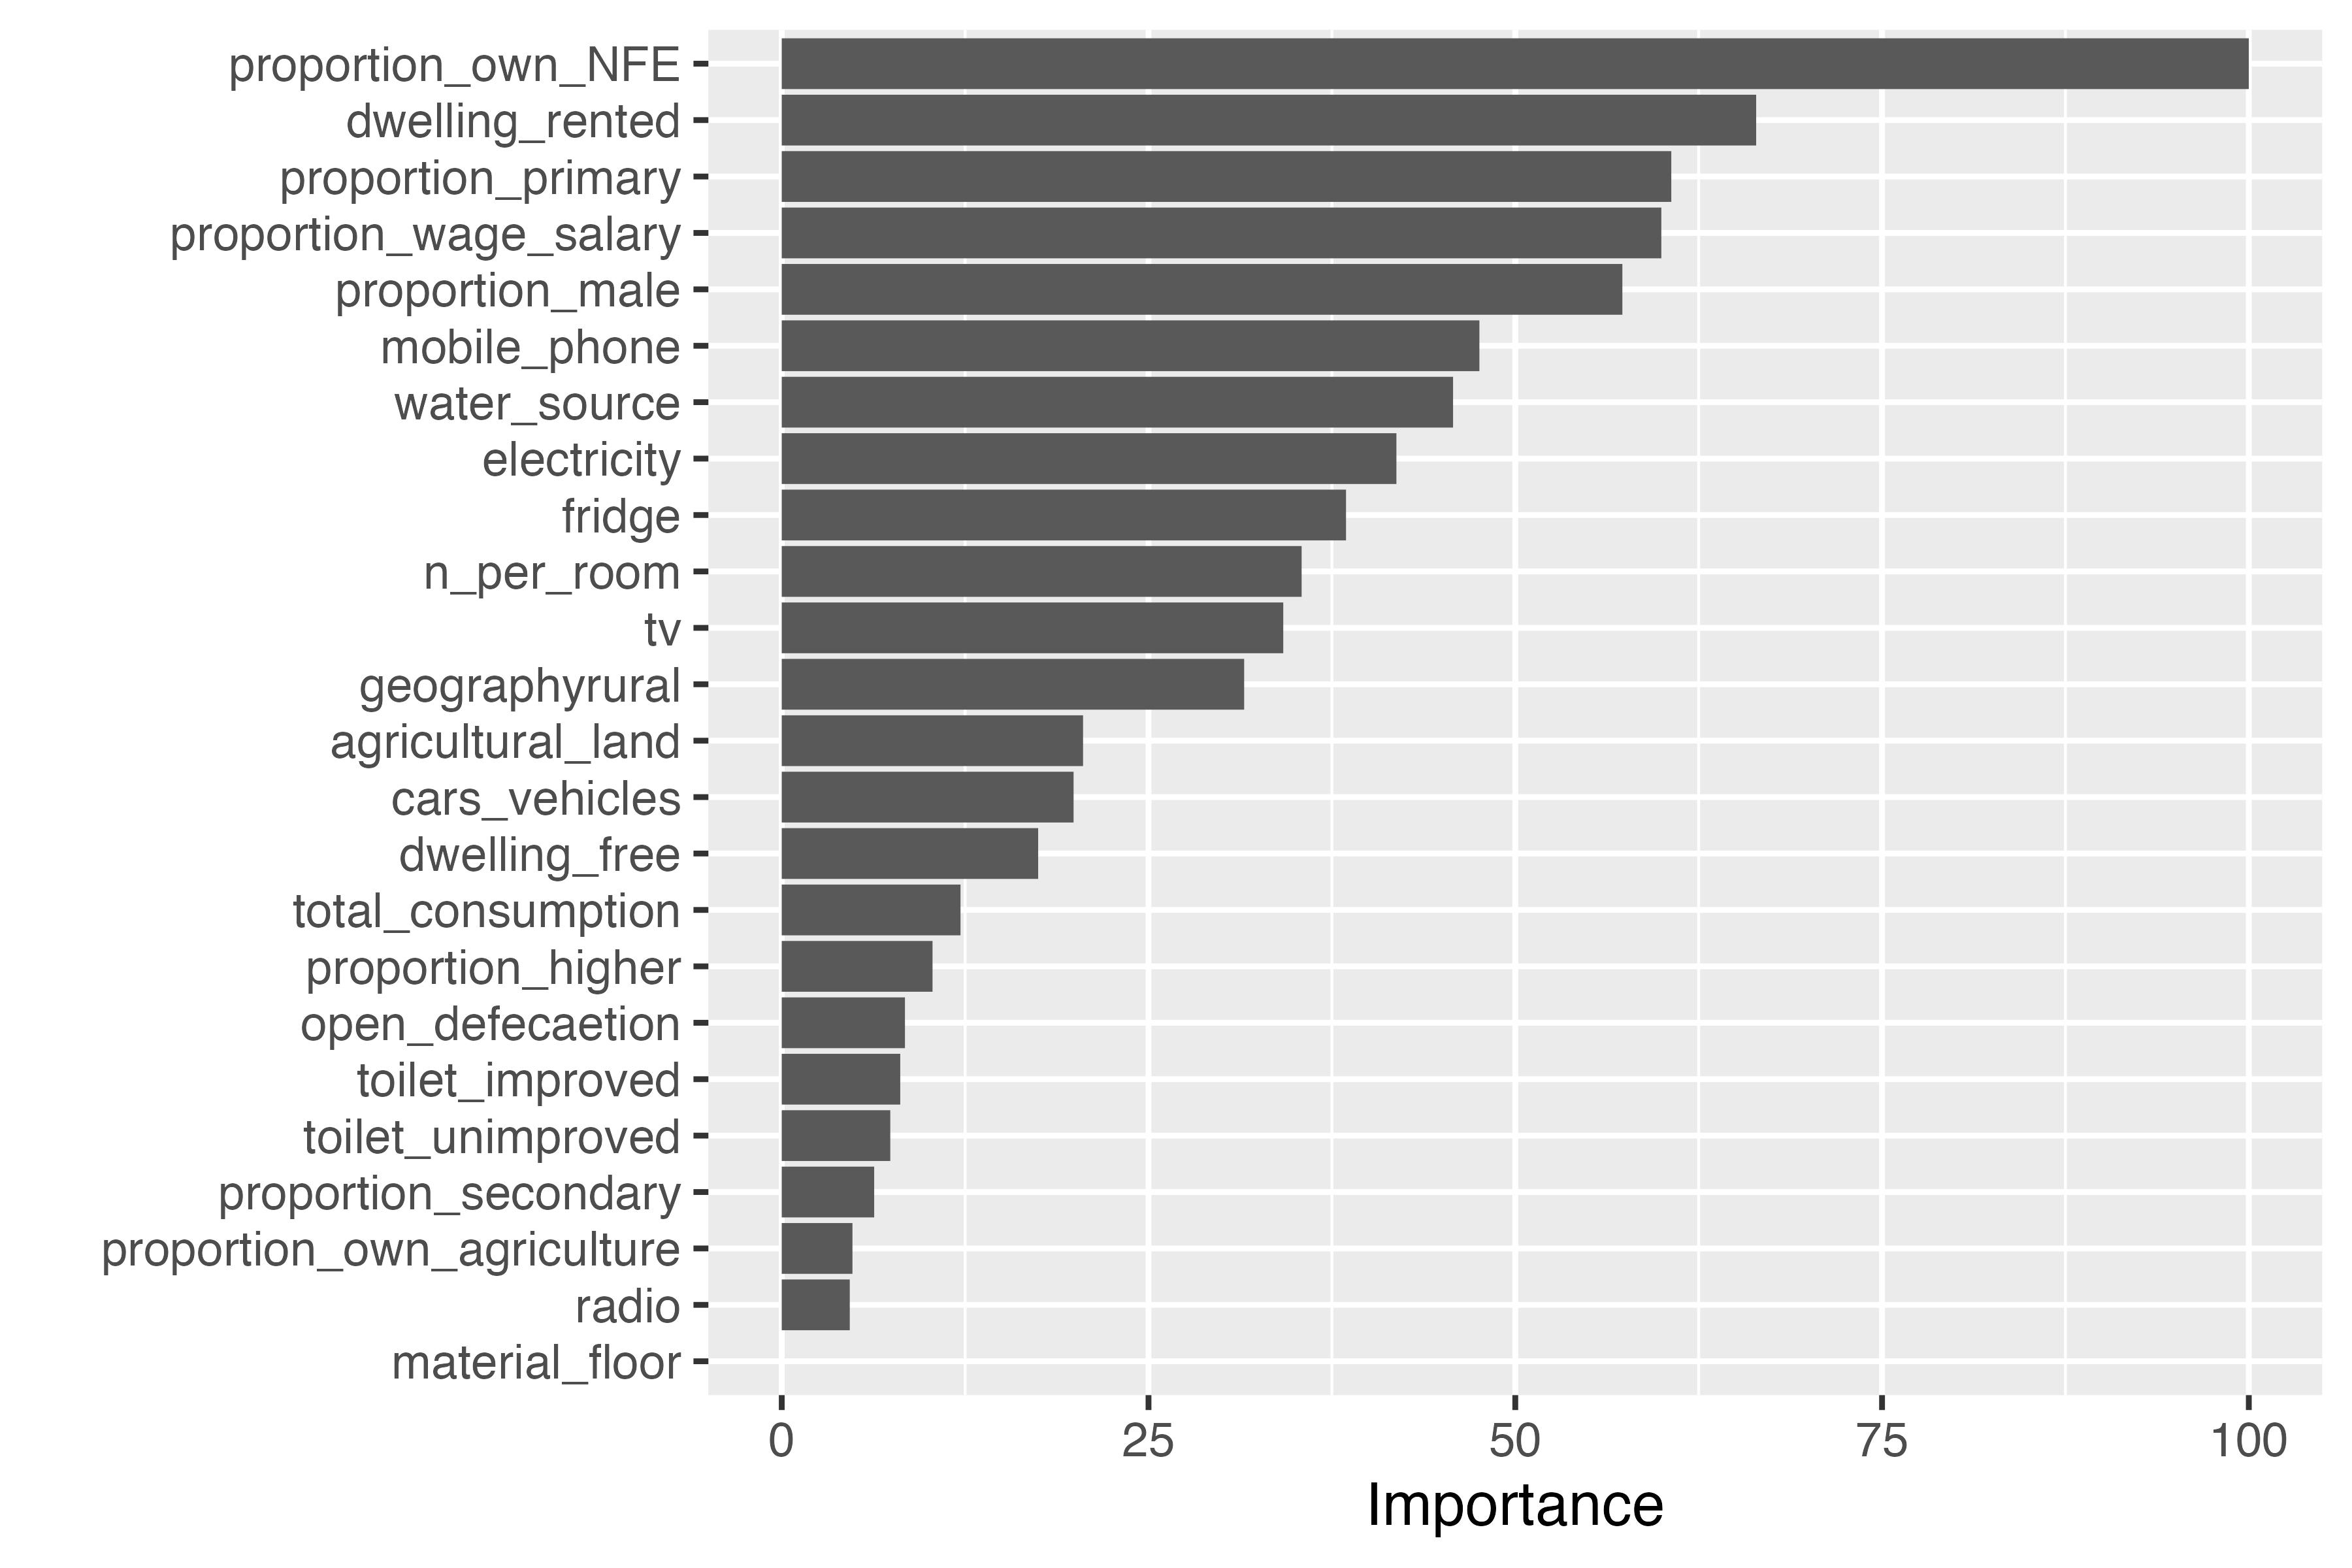 proportion_own_NFE
dwelling_rented
proportion_primary
proportion_wage_salary
proportion_male
mobile_phone
water_source
electricity
fridge
n_per_room
tv
geographyrural
agricultural_land
cars_vehicles
dwelling_free
total_consumption
proportion_higher
open_defecaetion
toilet_improved
toilet_unimproved
proportion_secondary
proportion_own_agriculture
radio
material_floor
0 25 50 75 100
Importance